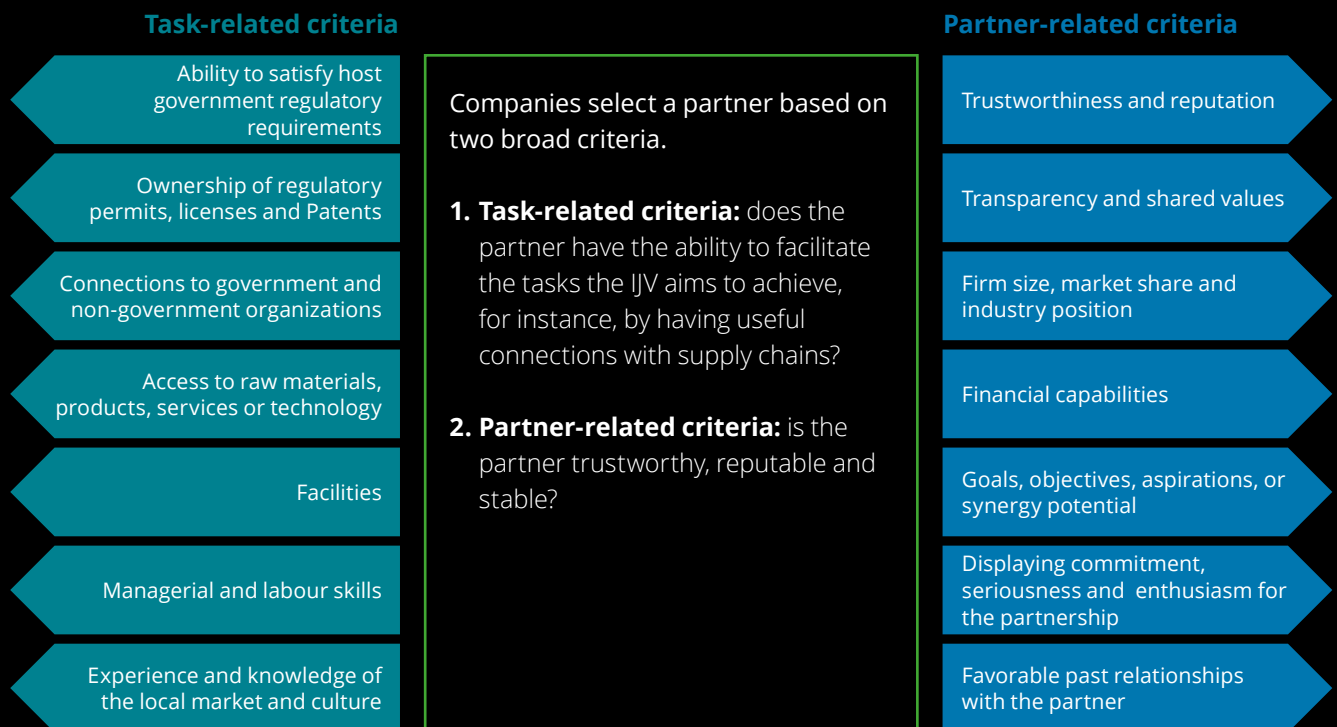 Task-related criteria
Ability to satisfy host
government regulatory
requirements
Ownership of regulatory
permits, licenses and Patents
Connections to government and
non-government organizations
Access to raw materials,
products, services or technology
Facilities
Managerial and labour skills
Experience and knowledge of
the local market and culture
Companies select a partner based on
two broad criteria.
1. Task-related criteria: does the
partner have the ability to facilitate
the tasks the IJV aims to achieve,
for instance, by having useful
connections with supply chains?
2. Partner-related criteria: is the
partner trustworthy, reputable and
stable?
Partner-related criteria
Trustworthiness and reputation
Transparency and shared values
Firm size, market share and
industry position
Financial capabilities
Goals, objectives, aspirations, or
synergy potential
Displaying commitment,
seriousness and enthusiasm for
the partnership
Favorable past relationships
with the partner